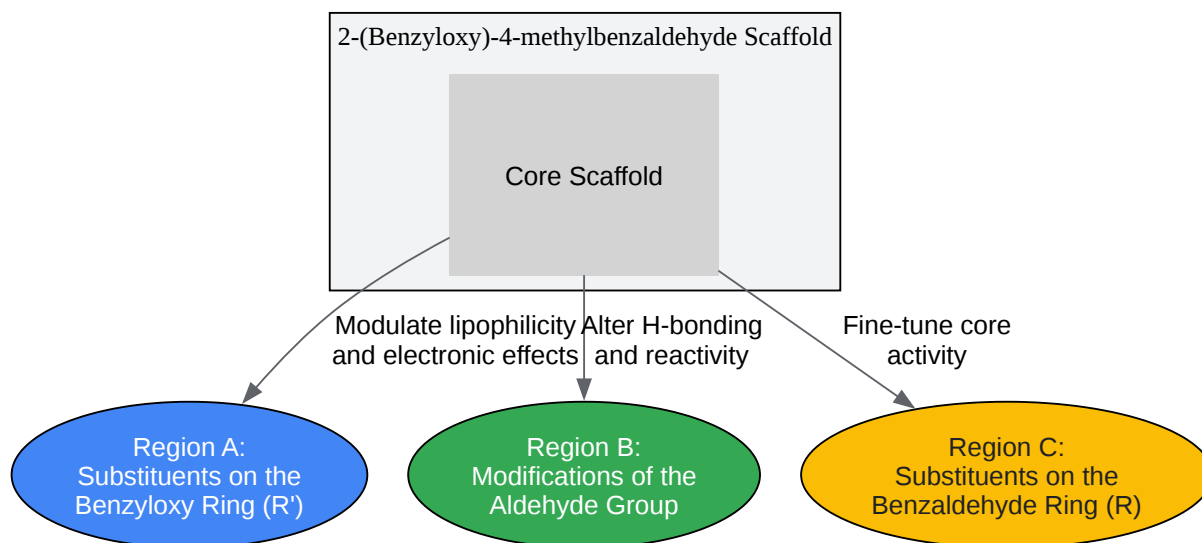 2-(Benzyloxy)-4-methylbenzaldehyde Scaffold
Core Scaffold
Modulate lipophilicity
and electronic effects
Alter H-bonding
and reactivity
Fine-tune core
activity
Region A:
Substituents on the
Benzyloxy Ring (R')
Region B:
Modifications of the
Aldehyde Group
Region C:
Substituents on the
Benzaldehyde Ring (R)